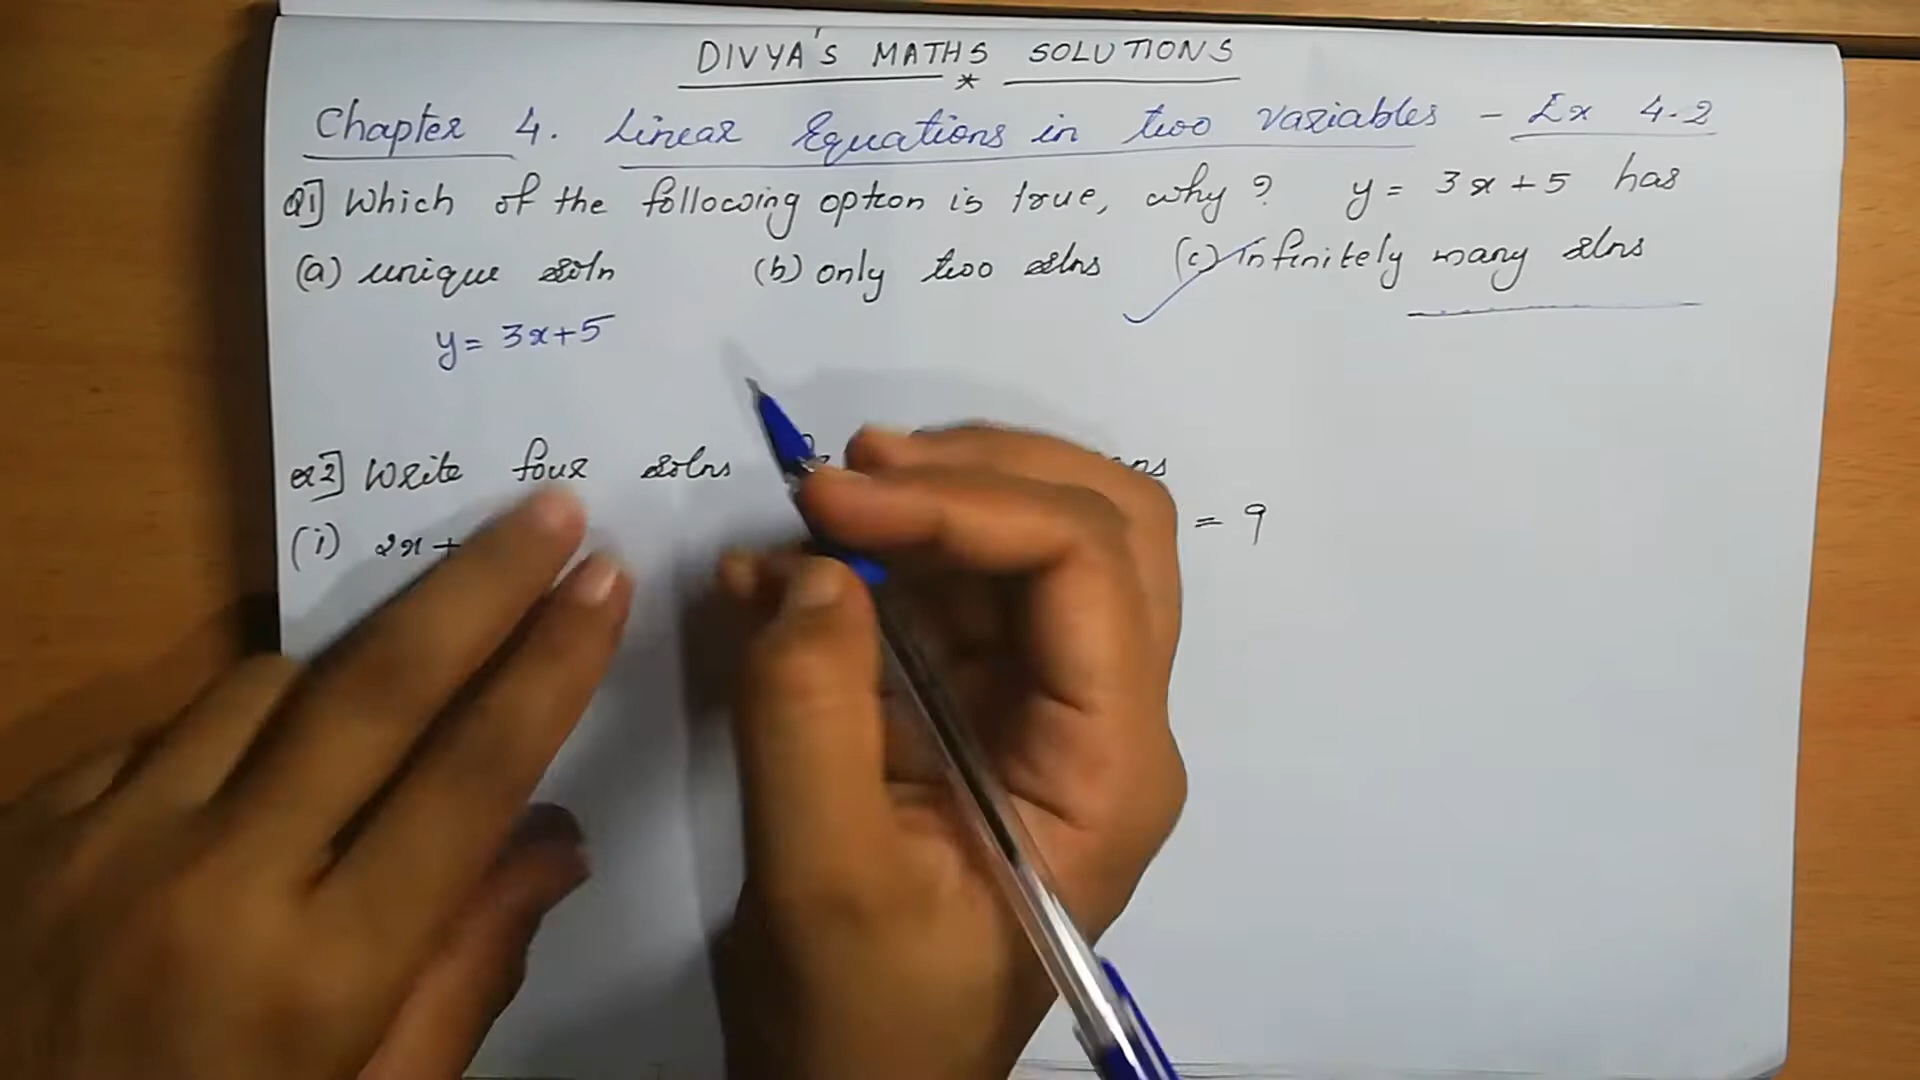 DIVYA'S MATHS SOLUTIONS
*
Chapter 4. Linear Equations in two variables - Ex 4.2
Q1] Which of the following option is true, why? y = 3x+5 has
(a) unique soln (b) only two slns (c) infinitely many slns
y = 3x+5
Q2] Write four solns
(i) 2x + = 9